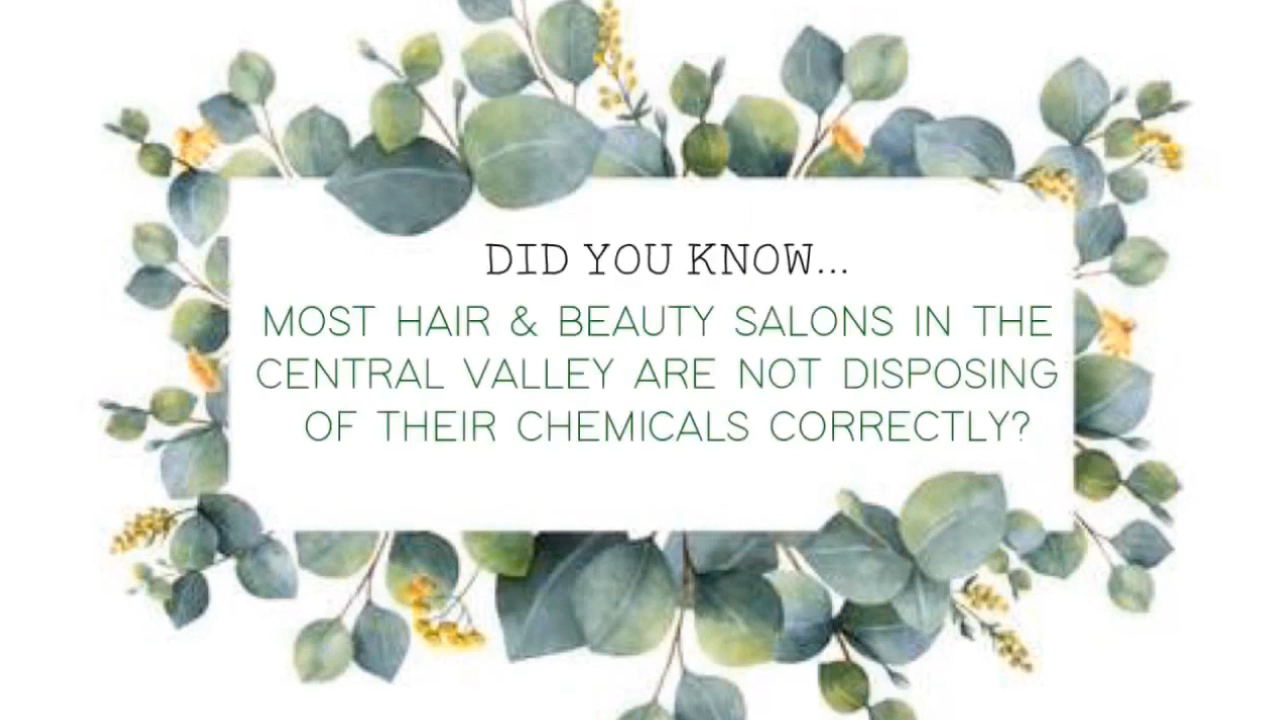 DID YOU KNOW...
MOST HAIR & BEAUTY SALONS IN THE
CENTRAL VALLEY ARE NOT DISPOSING
OF THEIR CHEMICALS CORRECTLY?